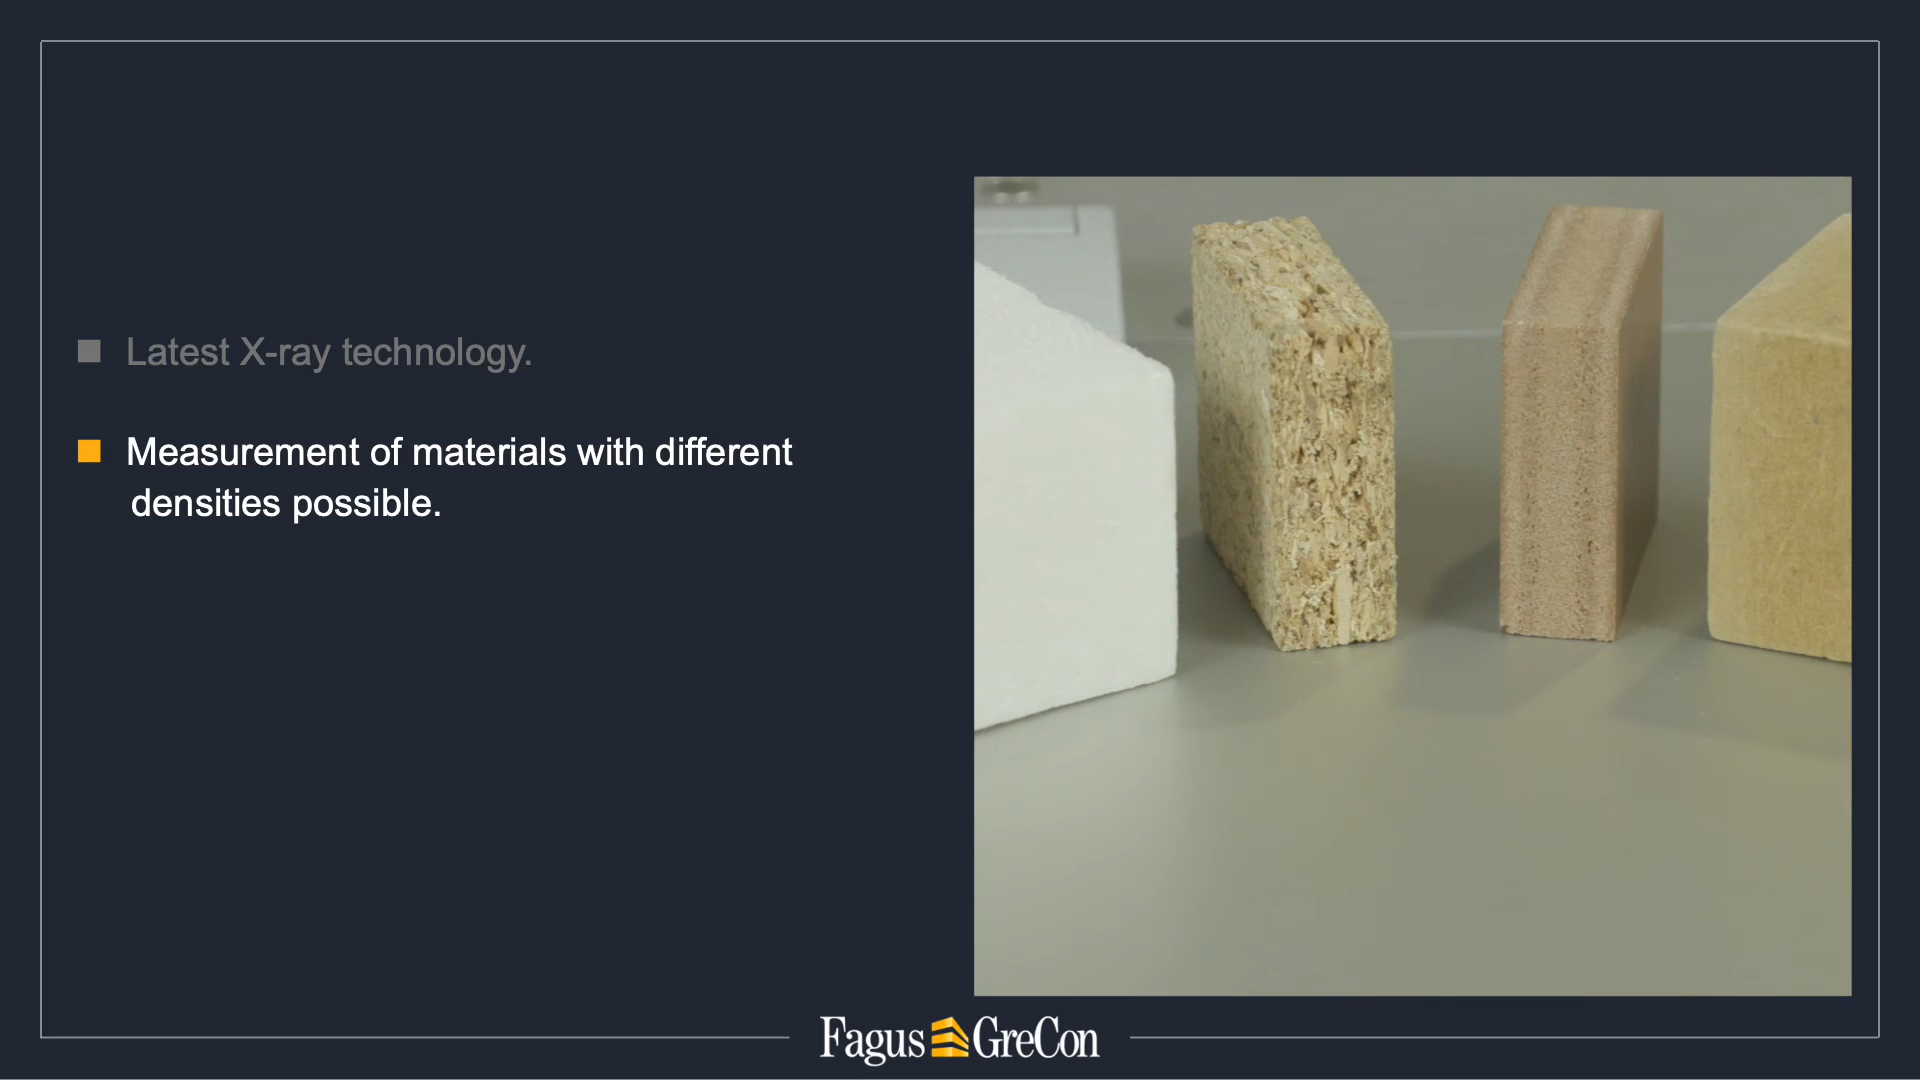 Latest X-ray technology.
Measurement of materials with different
densities possible.
Fagus GreCon